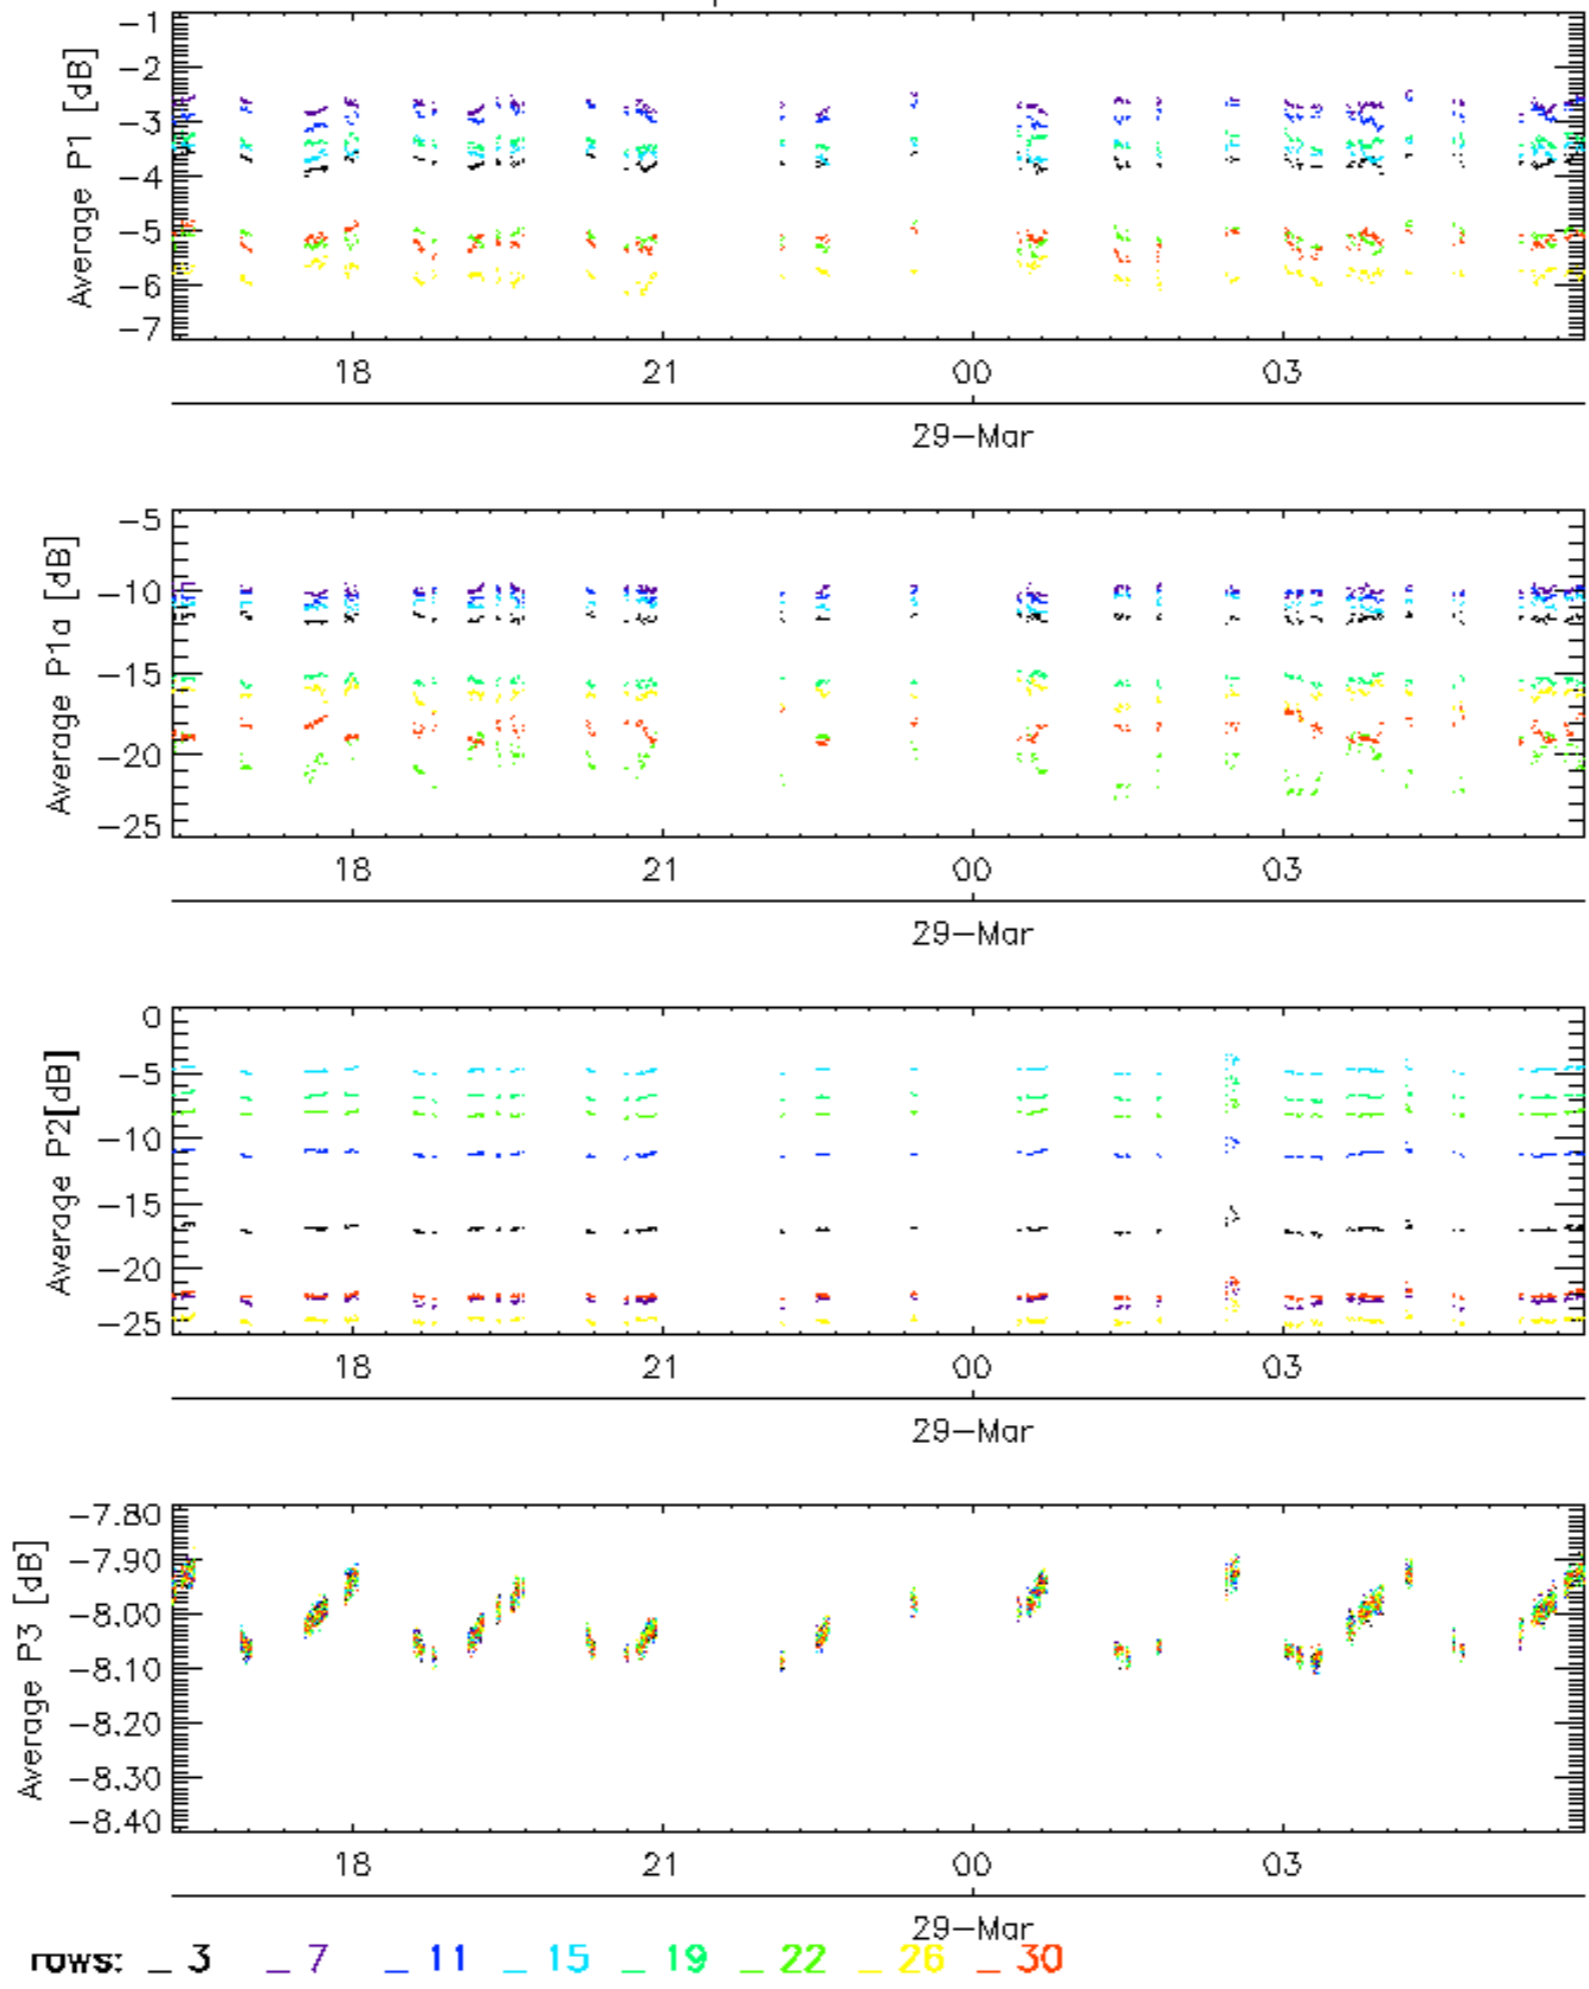 -1
-2
-3
-4
-5
-6
-7
Average P1 [dB]
18 21 00 03
29-Mar
-5
-10
-15
-20
-25
Average P1a [dB]
18 21 00 03
29-Mar
0
-5
-10
-15
-20
-25
Average P2[dB]
18 21 00 03
29-Mar
-7.80
-7.90
-8.00
-8.10
-8.20
-8.30
-8.40
Average P3 [dB]
18 21 00 03
29-Mar
rows: _ 3 _ 7 _ 11 _ 15 _ 19 _ 22 _ 26 _ 30